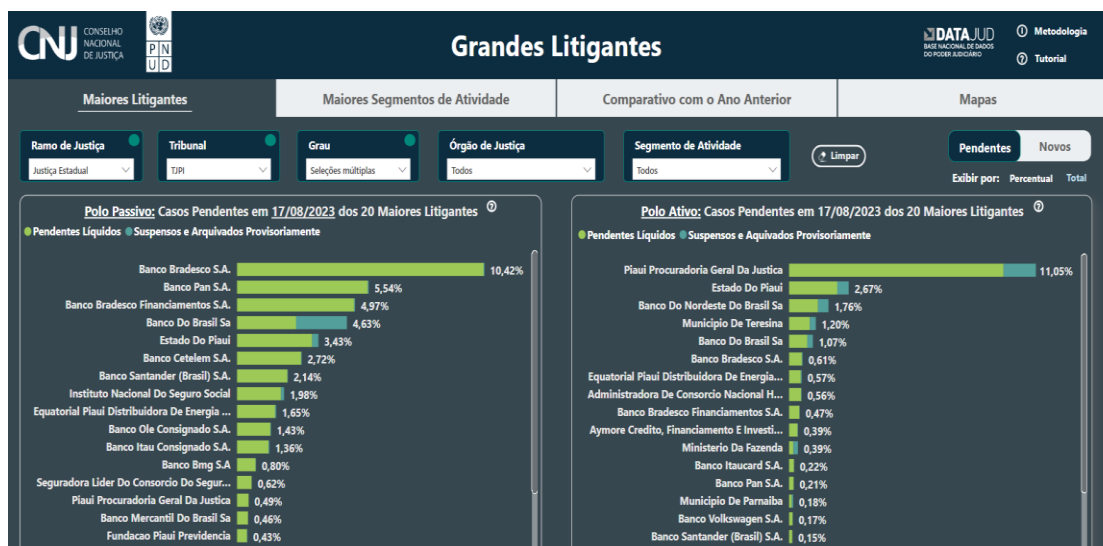 CNJ CONSELHO NACIONAL DE JUSTIÇA
P N U D
Grandes Litigantes
DATAJUD
BASE NACIONAL DE DADOS DO PODER JUDICIÁRIO
Metodologia
Tutorial
Maiores Litigantes
Maiores Segmentos de Atividade
Comparativo com o Ano Anterior
Mapas
Ramo de Justiça
Justiça Estadual
Tribunal
TJPI
Grau
Seleções múltiplas
Órgão de Justiça
Todos
Segmento de Atividade
Todos
Limpar
Pendentes Novos
Exibir por: Percentual Total
Polo Passivo: Casos Pendentes em 17/08/2023 dos 20 Maiores Litigantes
Pendentes Líquidos Suspensos e Arquivados Provisoriamente
Banco Bradesco S.A. 10,42%
Banco Pan S.A. 5,54%
Banco Bradesco Financiamentos S.A. 4,97%
Banco Do Brasil Sa 4,63%
Estado Do Piaui 3,43%
Banco Cetelem S.A. 2,72%
Banco Santander (Brasil) S.A. 2,14%
Instituto Nacional Do Seguro Social 1,98%
Equatorial Piaui Distribuidora De Energia ... 1,65%
Banco Ole Consignado S.A. 1,43%
Banco Itau Consignado S.A. 1,36%
Banco Bmg S.A 0,80%
Seguradora Lider Do Consorcio Do Segur... 0,62%
Piaui Procuradoria Geral Da Justica 0,49%
Banco Mercantil Do Brasil Sa 0,46%
Fundacao Piaui Previdencia 0,43%
Polo Ativo: Casos Pendentes em 17/08/2023 dos 20 Maiores Litigantes
Pendentes Líquidos Suspensos e Aquivados Provisoriamente
Piaui Procuradoria Geral Da Justica 11,05%
Estado Do Piaui 2,67%
Banco Do Nordeste Do Brasil Sa 1,76%
Municipio De Teresina 1,20%
Banco Do Brasil Sa 1,07%
Banco Bradesco S.A. 0,61%
Equatorial Piaui Distribuidora De Energia... 0,57%
Administradora De Consorcio Nacional H... 0,56%
Banco Bradesco Financiamentos S.A. 0,47%
Aymore Credito, Financiamento E Investi... 0,39%
Ministerio Da Fazenda 0,39%
Banco Itaucard S.A. 0,22%
Banco Pan S.A. 0,21%
Municipio De Parnaiba 0,18%
Banco Volkswagen S.A. 0,17%
Banco Santander (Brasil) S.A. 0,15%